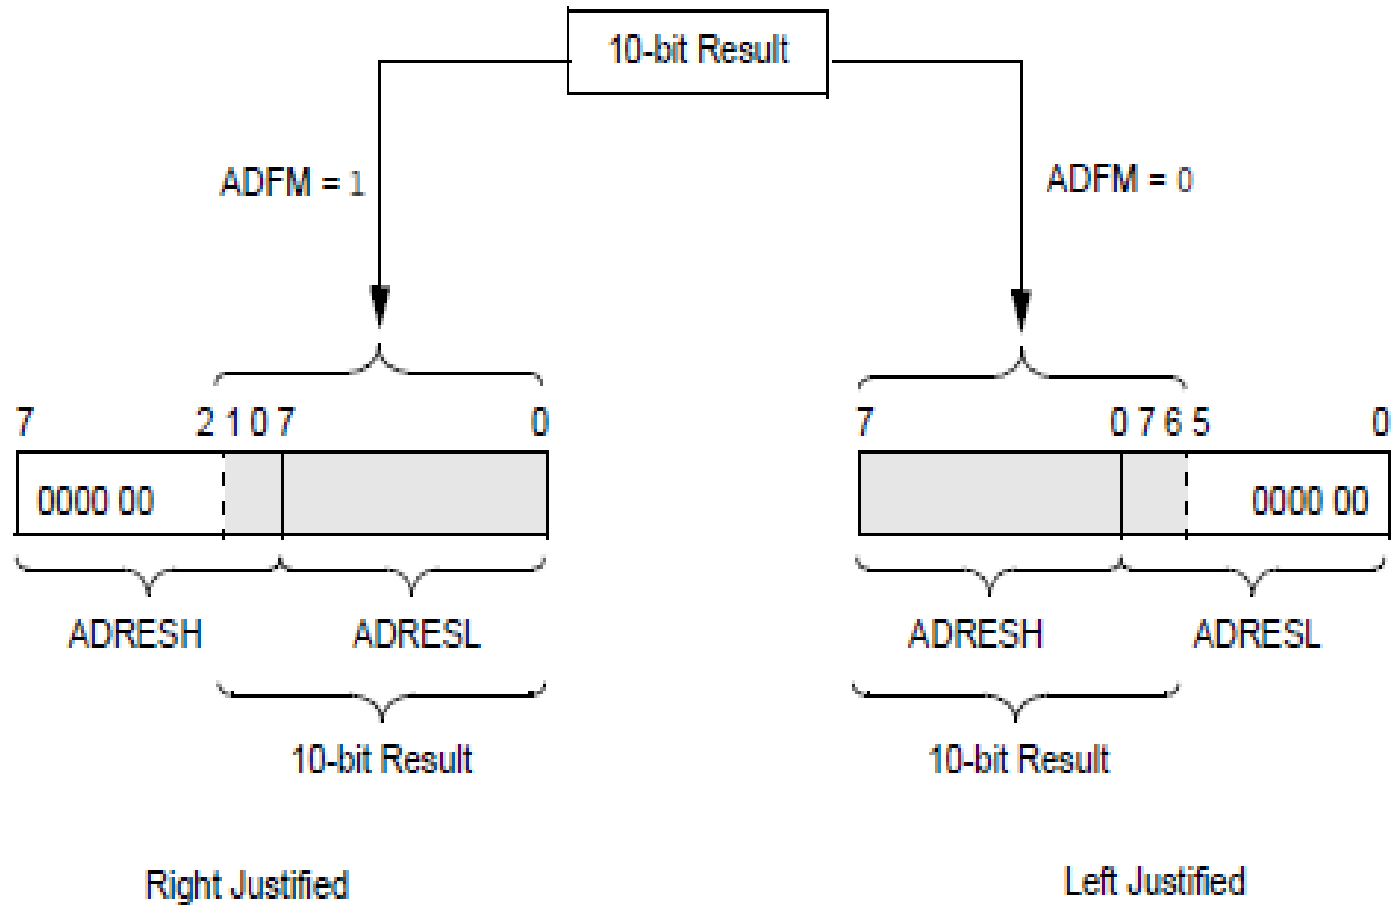 10-bit Result
ADFM = 1
ADFM = 0
7 2 1 0 7 0
7 0 7 6 5 0
0000 00
0000 00
ADRESH ADRESL
ADRESH ADRESL
10-bit Result
10-bit Result
Right Justified
Left Justified